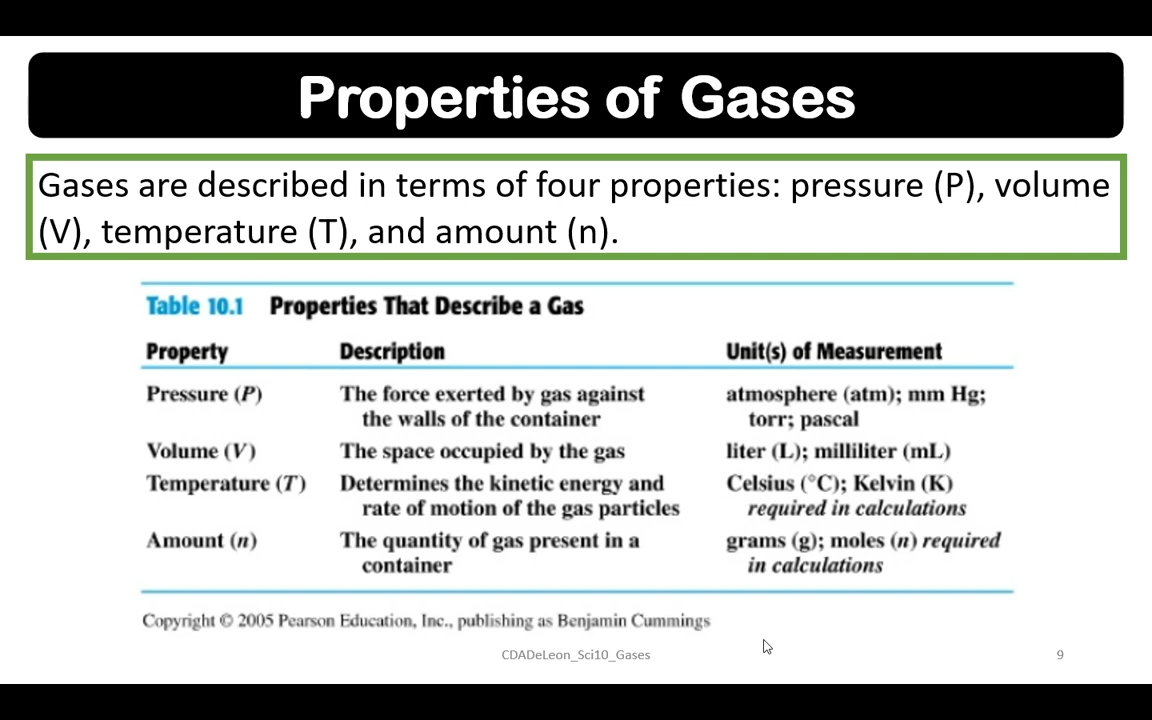 Properties of Gases
Gases are described in terms of four properties: pressure (P), volume
(V), temperature (T), and amount (n).
Table 10.1 Properties That Describe a Gas
Property Description Unit(s) of Measurement
Pressure (P) The force exerted by gas against atmosphere (atm); mm Hg;
the walls of the container torr; pascal
Volume (V) The space occupied by the gas liter (L); milliliter (mL)
Temperature (T) Determines the kinetic energy and Celsius (°C); Kelvin (K)
rate of motion of the gas particles required in calculations
Amount (n) The quantity of gas present in a grams (g); moles (n) required
container in calculations
Copyright © 2005 Pearson Education, Inc., publishing as Benjamin Cummings
CDADeLeon_Sci10_Gases 9